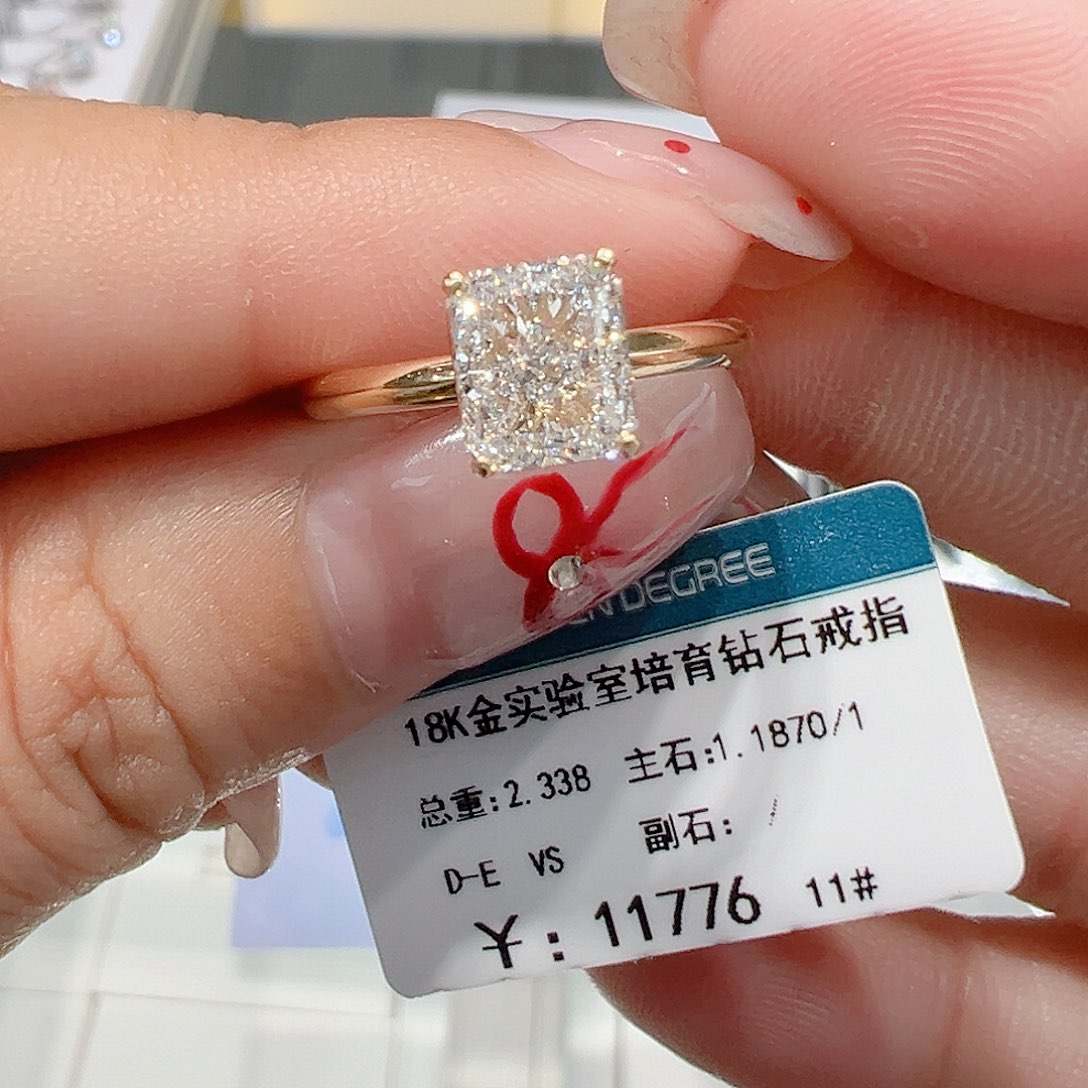 DEGREE
18K金实验室培育钻石戒指
总重:2.338 主石:1.1870/1
D-E VS 副石: /
¥: 11776 11#